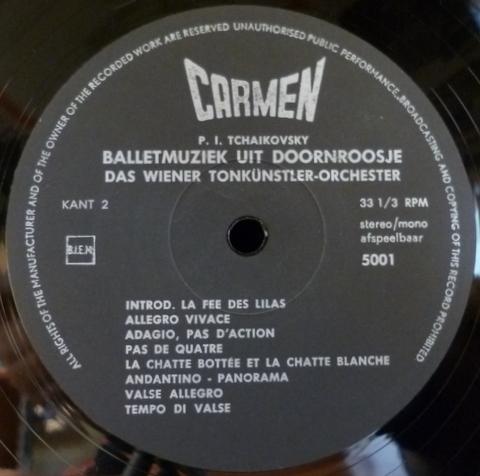 ALL RIGHTS OF THE MANUFACTURER AND OF THE OWNER OF THE RECORDED WORK ARE RESERVED UNAUTHORISED PUBLIC PERFORMANCE, BROADCASTING AND COPYING OF THIS RECORD PROHIBITED
CARMEN
P. I. TCHAIKOVSKY
BALLETMUZIEK UIT DOORNROOSJE
DAS WIENER TONKÜNSTLER-ORCHESTER
KANT 2
33 1/3 RPM
stereo/mono
afspeelbaar
B.I.E.M.
5001
INTROD. LA FEE DES LILAS
ALLEGRO VIVACE
ADAGIO, PAS D'ACTION
PAS DE QUATRE
LA CHATTE BOTTÉE ET LA CHATTE BLANCHE
ANDANTINO - PANORAMA
VALSE ALLEGRO
TEMPO DI VALSE